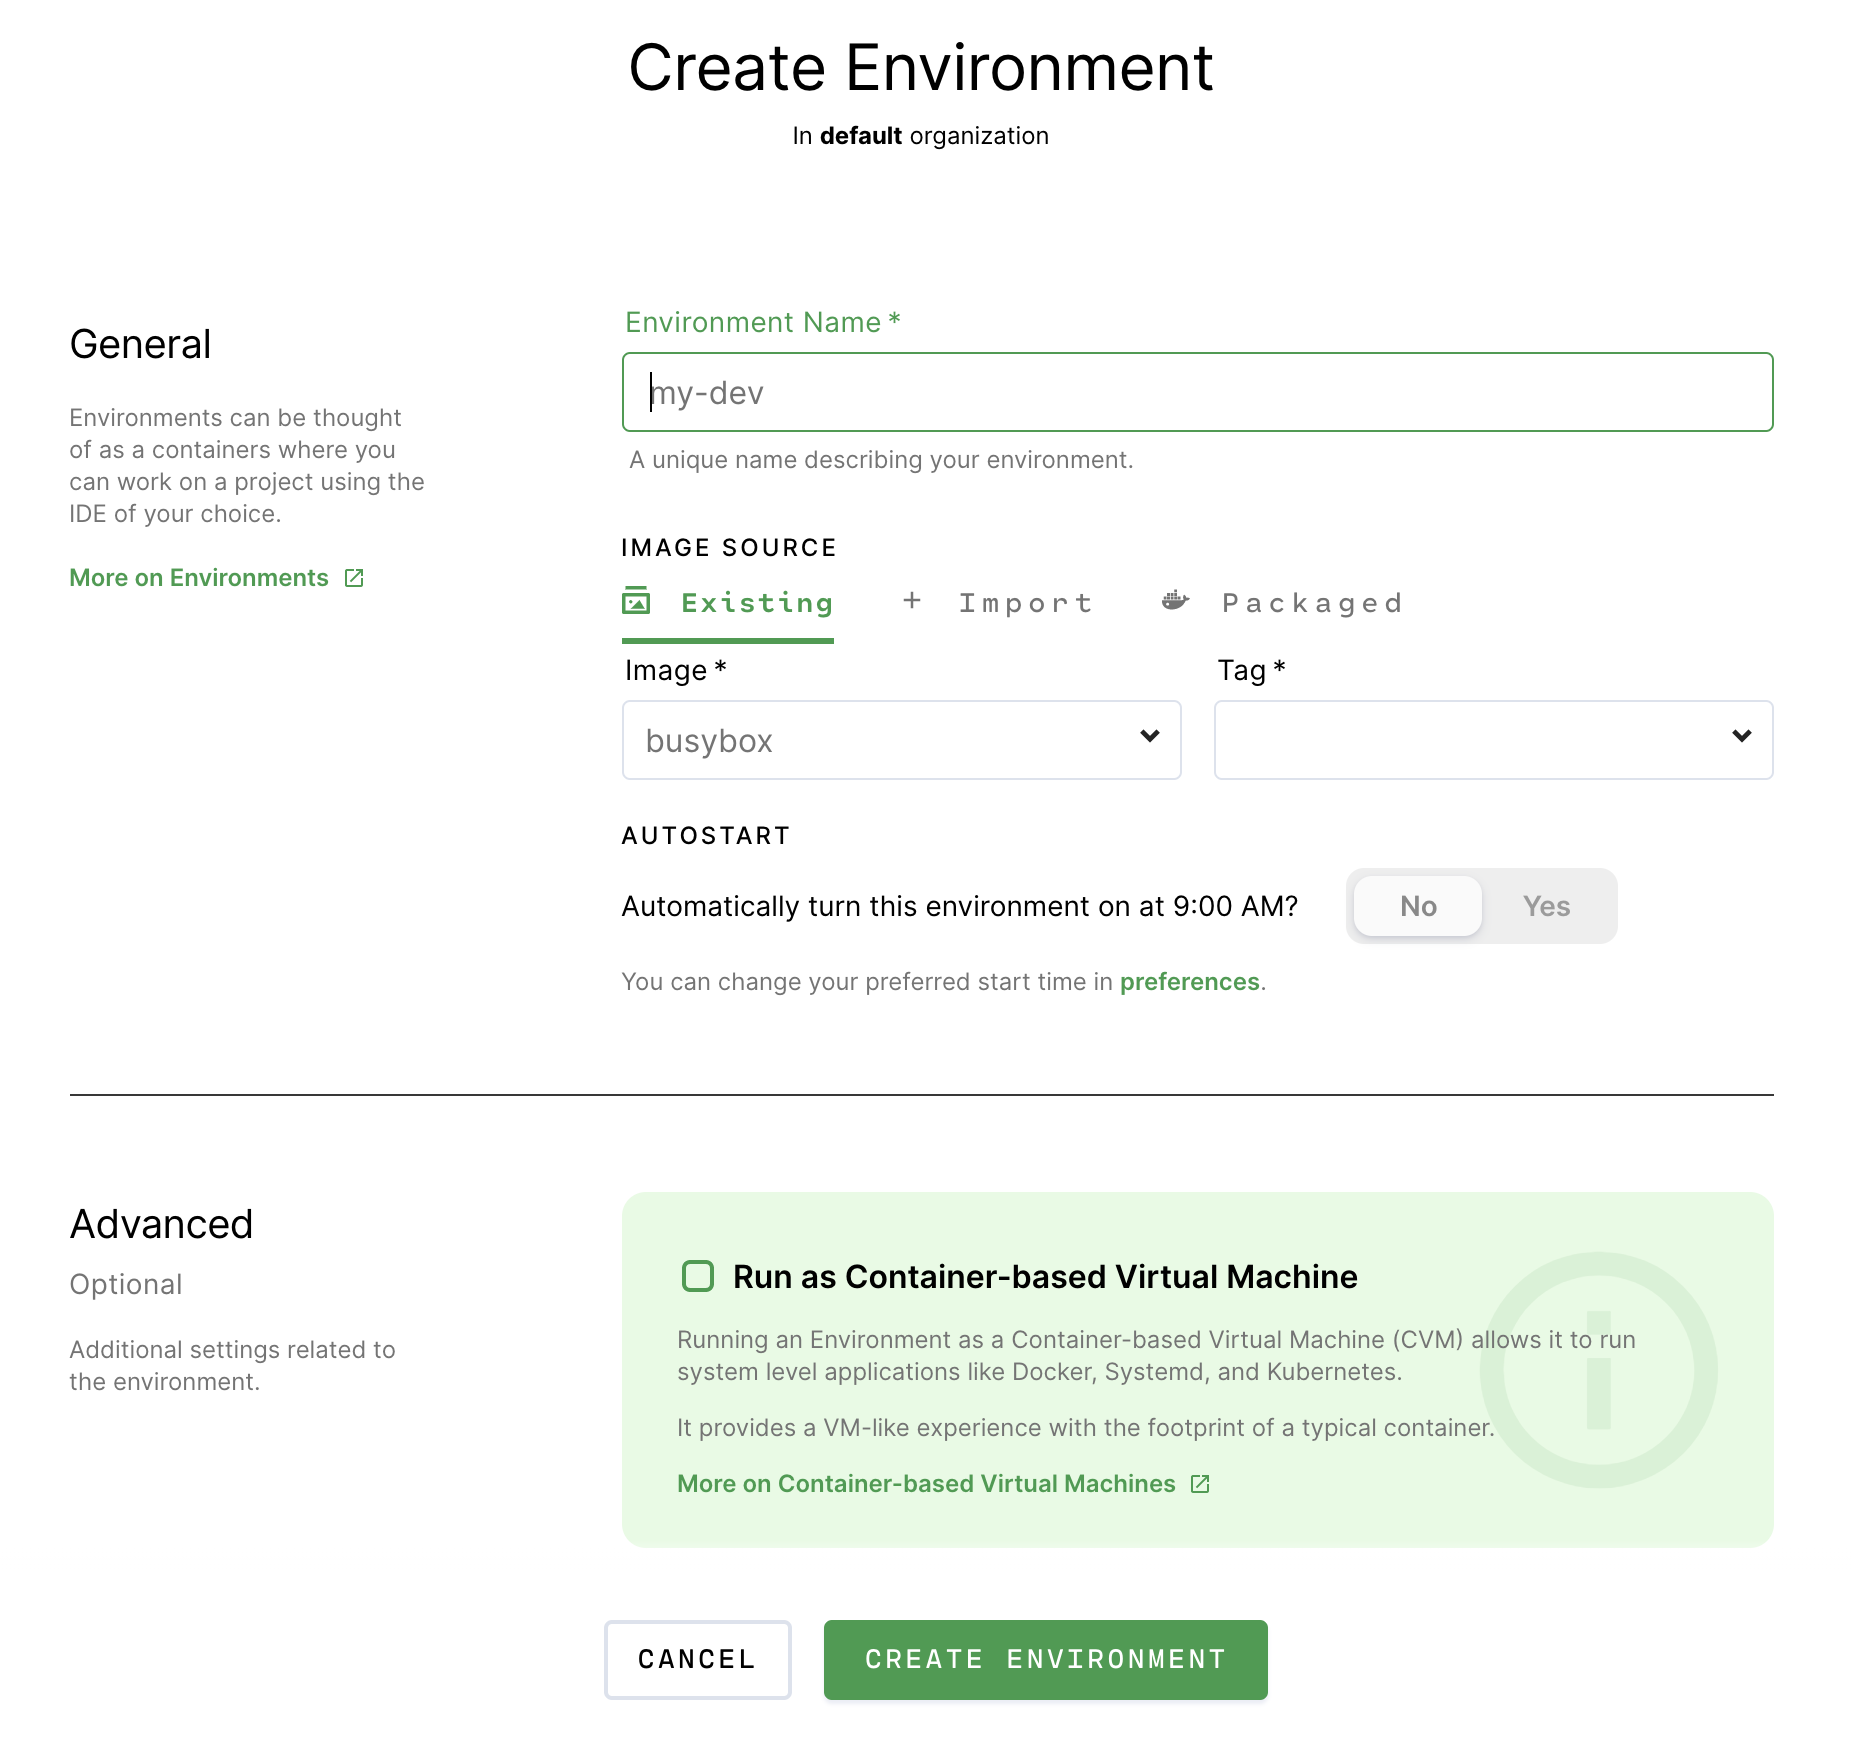 Create Environment
In default organization
General
Environments can be thought
of as a containers where you
can work on a project using the
IDE of your choice.
More on Environments
Environment Name *
my-dev
A unique name describing your environment.
IMAGE SOURCE
Existing + Import Packaged
Image * Tag *
busybox
AUTOSTART
Automatically turn this environment on at 9:00 AM? No Yes
You can change your preferred start time in preferences.
Advanced
Optional
Additional settings related to
the environment.
Run as Container-based Virtual Machine
Running an Environment as a Container-based Virtual Machine (CVM) allows it to run
system level applications like Docker, Systemd, and Kubernetes.
It provides a VM-like experience with the footprint of a typical container.
More on Container-based Virtual Machines
CANCEL CREATE ENVIRONMENT